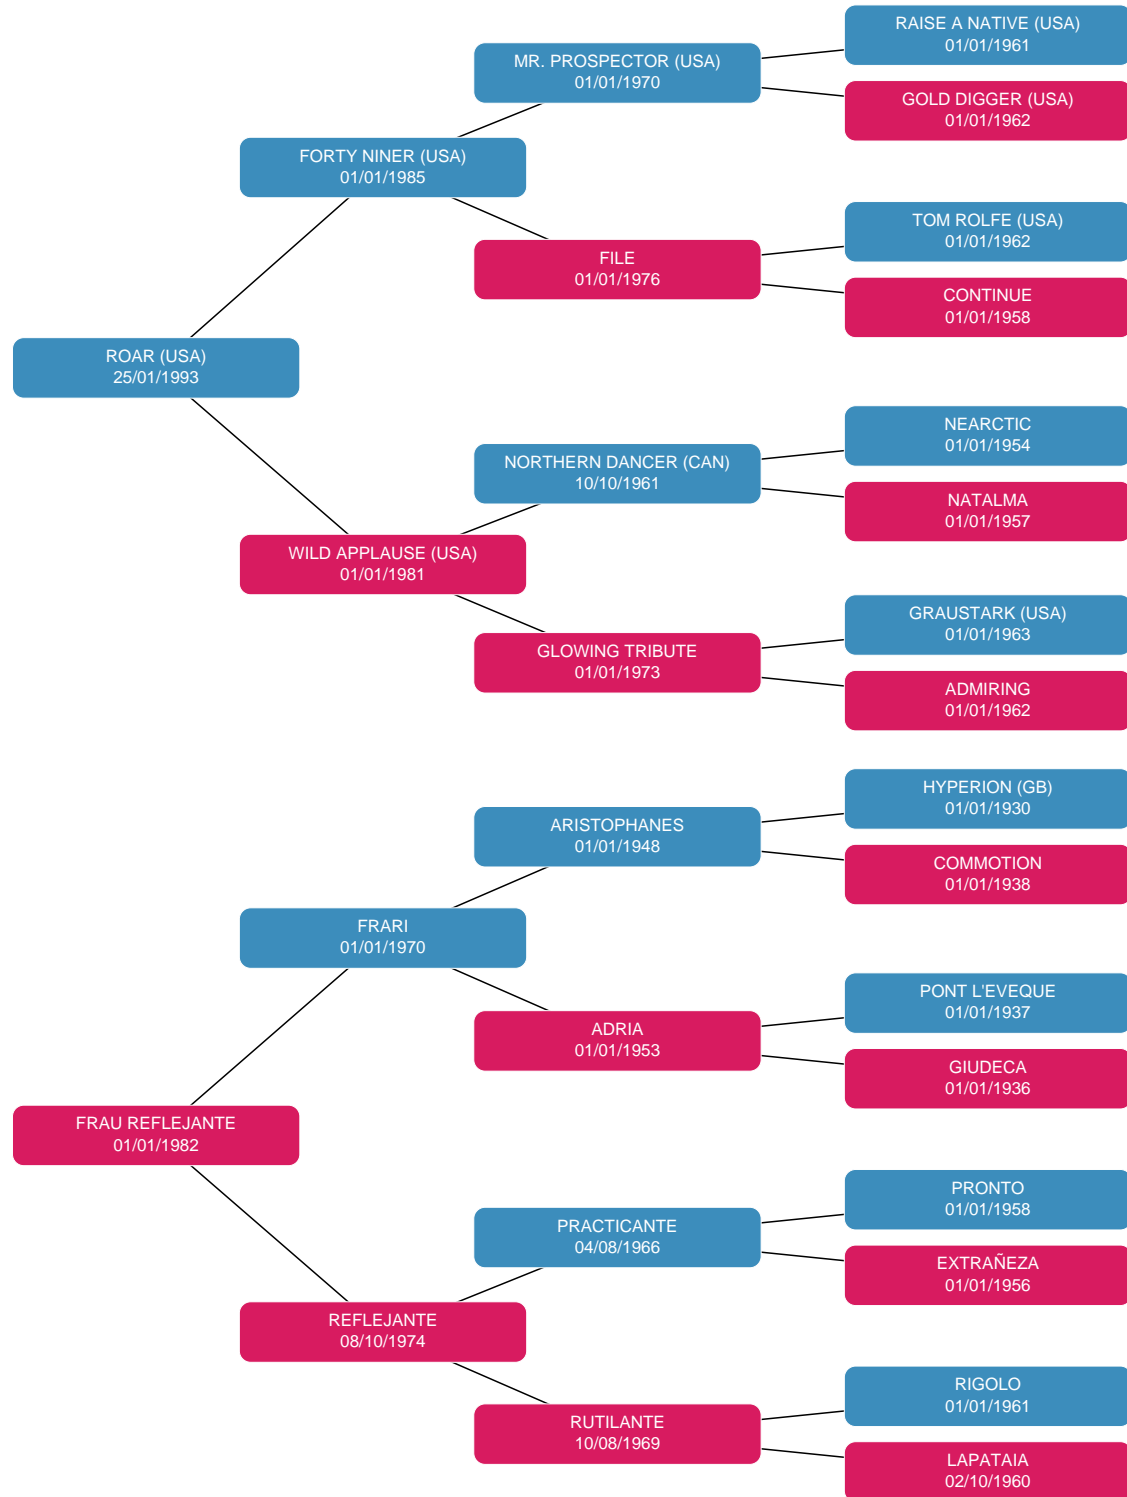 RAISE A NATIVE (USA)
01/01/1961
MR. PROSPECTOR (USA)
01/01/1970
GOLD DIGGER (USA)
01/01/1962
FORTY NINER (USA)
01/01/1985
TOM ROLFE (USA)
01/01/1962
FILE
01/01/1976
CONTINUE
01/01/1958
ROAR (USA)
25/01/1993
NEARCTIC
01/01/1954
NORTHERN DANCER (CAN)
10/10/1961
NATALMA
01/01/1957
WILD APPLAUSE (USA)
01/01/1981
GRAUSTARK (USA)
01/01/1963
GLOWING TRIBUTE
01/01/1973
ADMIRING
01/01/1962
HYPERION (GB)
01/01/1930
ARISTOPHANES
01/01/1948
COMMOTION
01/01/1938
FRARI
01/01/1970
PONT L'EVEQUE
01/01/1937
ADRIA
01/01/1953
GIUDECA
01/01/1936
FRAU REFLEJANTE
01/01/1982
PRONTO
01/01/1958
PRACTICANTE
04/08/1966
EXTRAÑEZA
01/01/1956
REFLEJANTE
08/10/1974
RIGOLO
01/01/1961
RUTILANTE
10/08/1969
LAPATAIA
02/10/1960